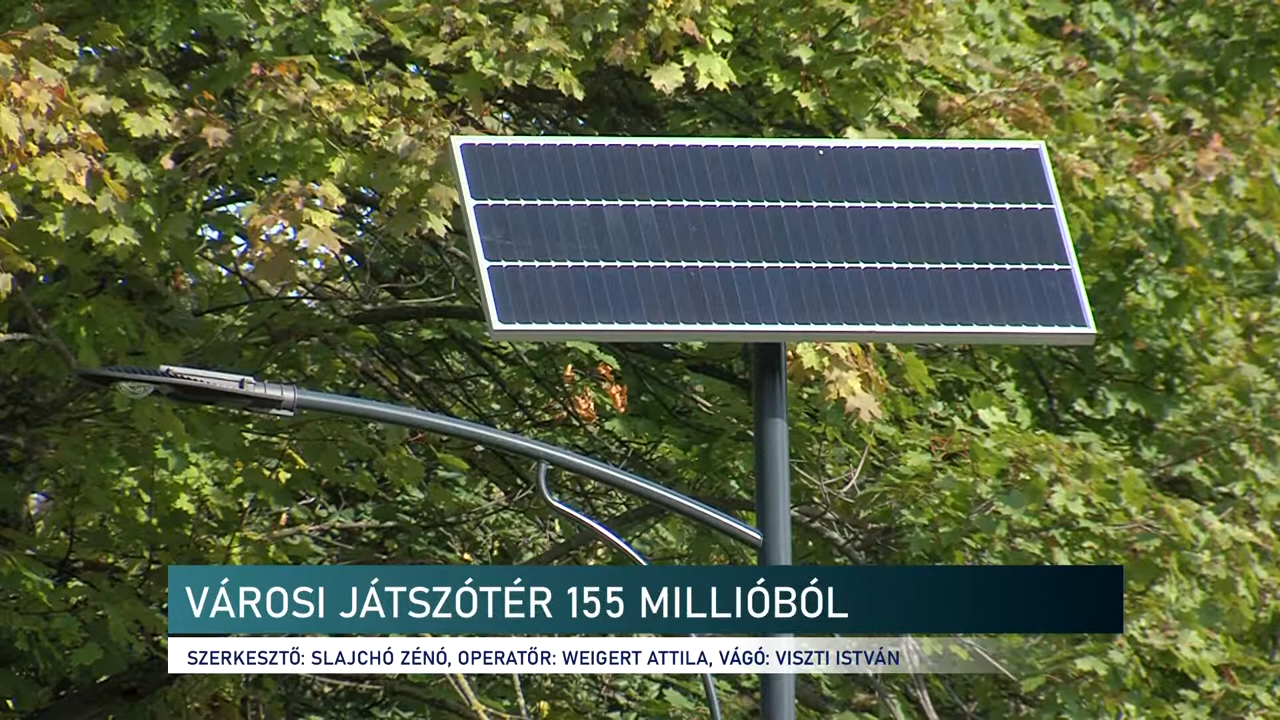 VÁROSI JÁTSZÓTÉR 155 MILLIÓBÓL
SZERKESZTŐ: SLAJCHÓ ZÉNÓ, OPERATŐR: WEIGERT ATTILA, VÁGÓ: VISZTI ISTVÁN